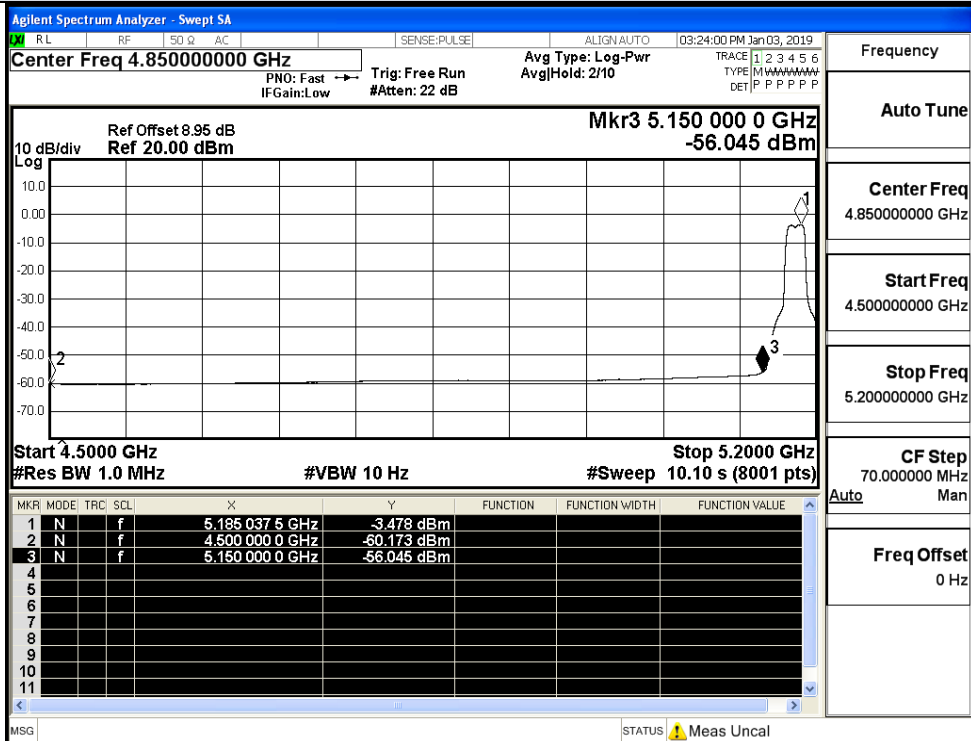 Agilent Spectrum Analyzer - Swept SA
LXI RL RF 50 Ω AC SENSE:PULSE ALIGN AUTO 03:24:00 PM Jan 03, 2019
Center Freq 4.850000000 GHz
PNO: Fast
IFGain:Low
Trig: Free Run
#Atten: 22 dB
Avg Type: Log-Pwr
Avg|Hold: 2/10
TRACE 1 2 3 4 5 6
TYPE M W W W W W
DET P P P P P P
Ref Offset 8.95 dB
10 dB/div Ref 20.00 dBm
Log
Mkr3 5.150 000 0 GHz
-56.045 dBm
10.0
0.00
-10.0
-20.0
-30.0
-40.0
-50.0
-60.0
-70.0
1
2
3
Start 4.5000 GHz Stop 5.2000 GHz
#Res BW 1.0 MHz #VBW 10 Hz #Sweep 10.10 s (8001 pts)
MKR MODE TRC SCL X Y FUNCTION FUNCTION WIDTH FUNCTION VALUE
1 N f 5.185 037 5 GHz -3.478 dBm
2 N f 4.500 000 0 GHz -60.173 dBm
3 N f 5.150 000 0 GHz -56.045 dBm
4
5
6
7
8
9
10
11
MSG STATUS Meas Uncal
Frequency
Auto Tune
Center Freq
4.850000000 GHz
Start Freq
4.500000000 GHz
Stop Freq
5.200000000 GHz
CF Step
70.000000 MHz
Auto Man
Freq Offset
0 Hz